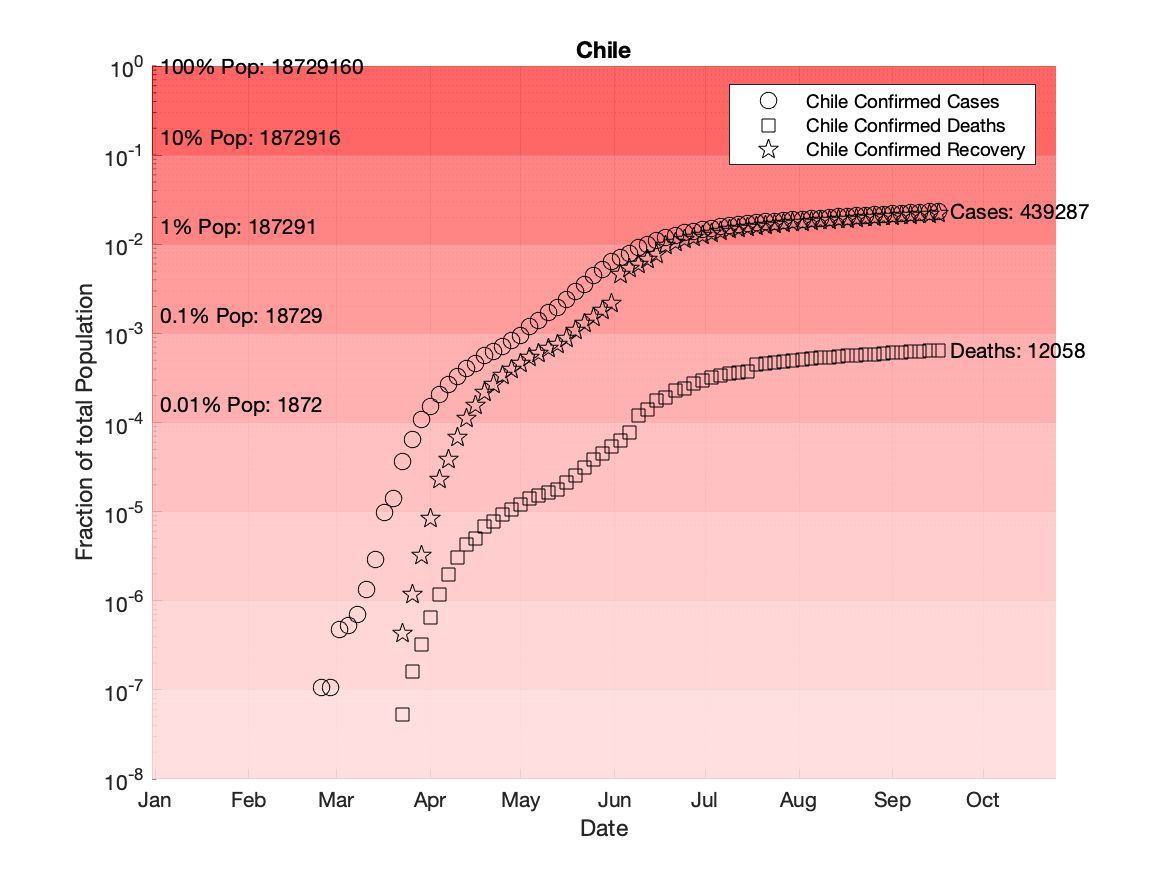 Chile
10^0
10^-1
10^-2
10^-3
10^-4
10^-5
10^-6
10^-7
10^-8
Fraction of total Population
100% Pop: 18729160
10% Pop: 1872916
1% Pop: 187291
0.1% Pop: 18729
0.01% Pop: 1872
Chile Confirmed Cases
Chile Confirmed Deaths
Chile Confirmed Recovery
Cases: 439287
Deaths: 12058
Jan Feb Mar Apr May Jun Jul Aug Sep Oct
Date